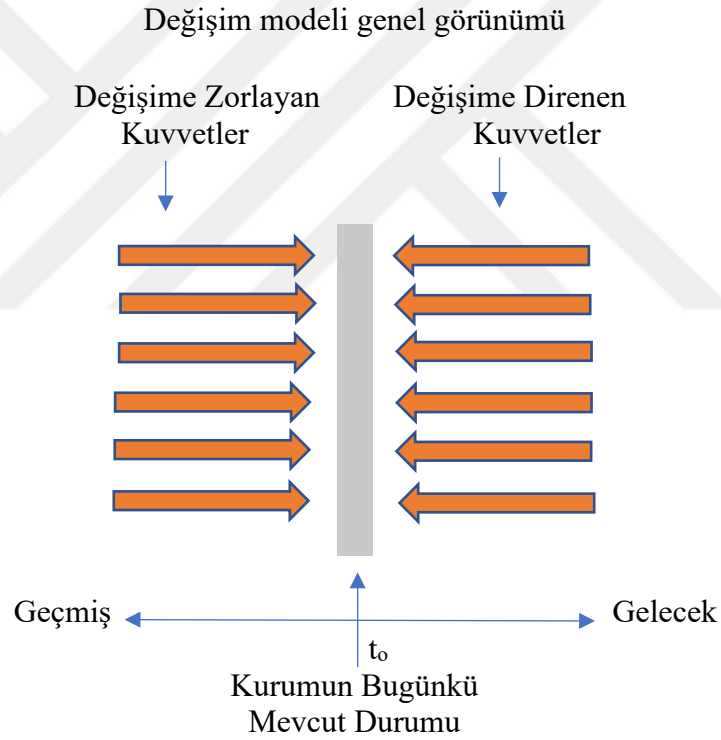 Değişim modeli genel görünümü
Değişime Zorlayan
Kuvvetler
Değişime Direnen
Kuvvetler
Geçmiş
Gelecek
to
Kurumun Bugünkü
Mevcut Durumu